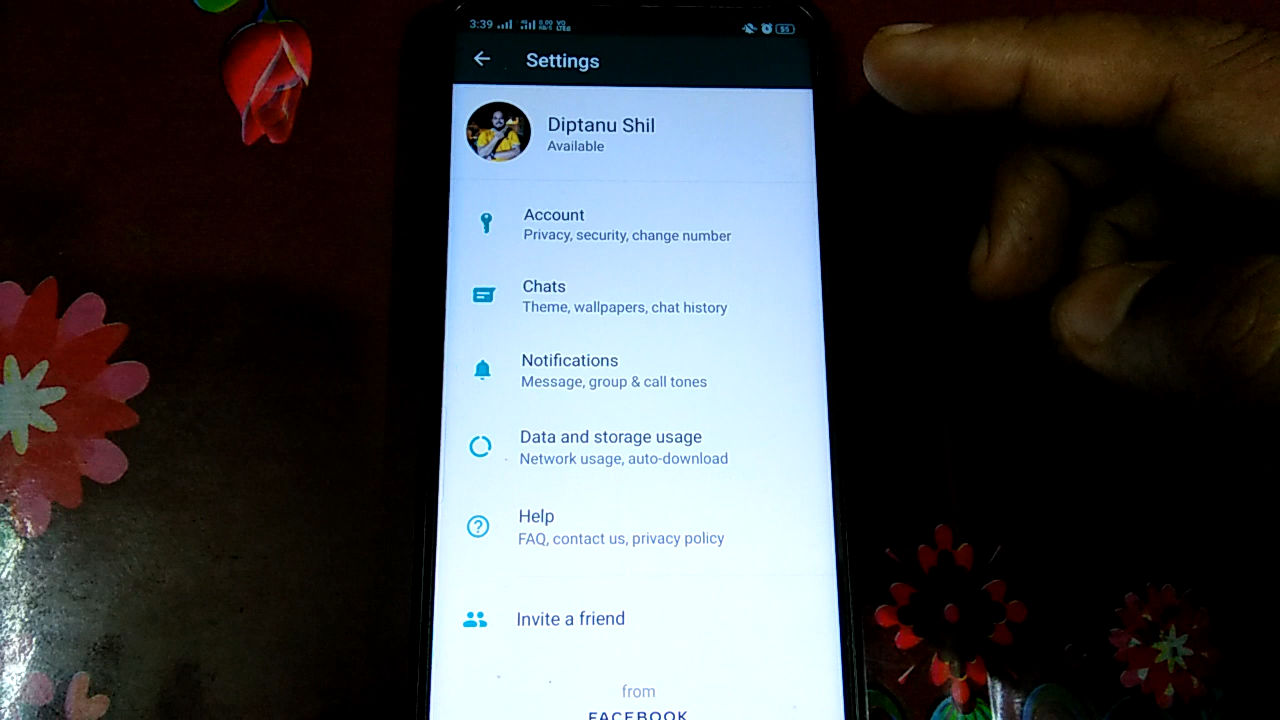 3:39
55
Settings
Diptanu Shil
Available
Account
Privacy, security, change number
Chats
Theme, wallpapers, chat history
Notifications
Message, group & call tones
Data and storage usage
Network usage, auto-download
Help
FAQ, contact us, privacy policy
Invite a friend
from
FACEBOOK